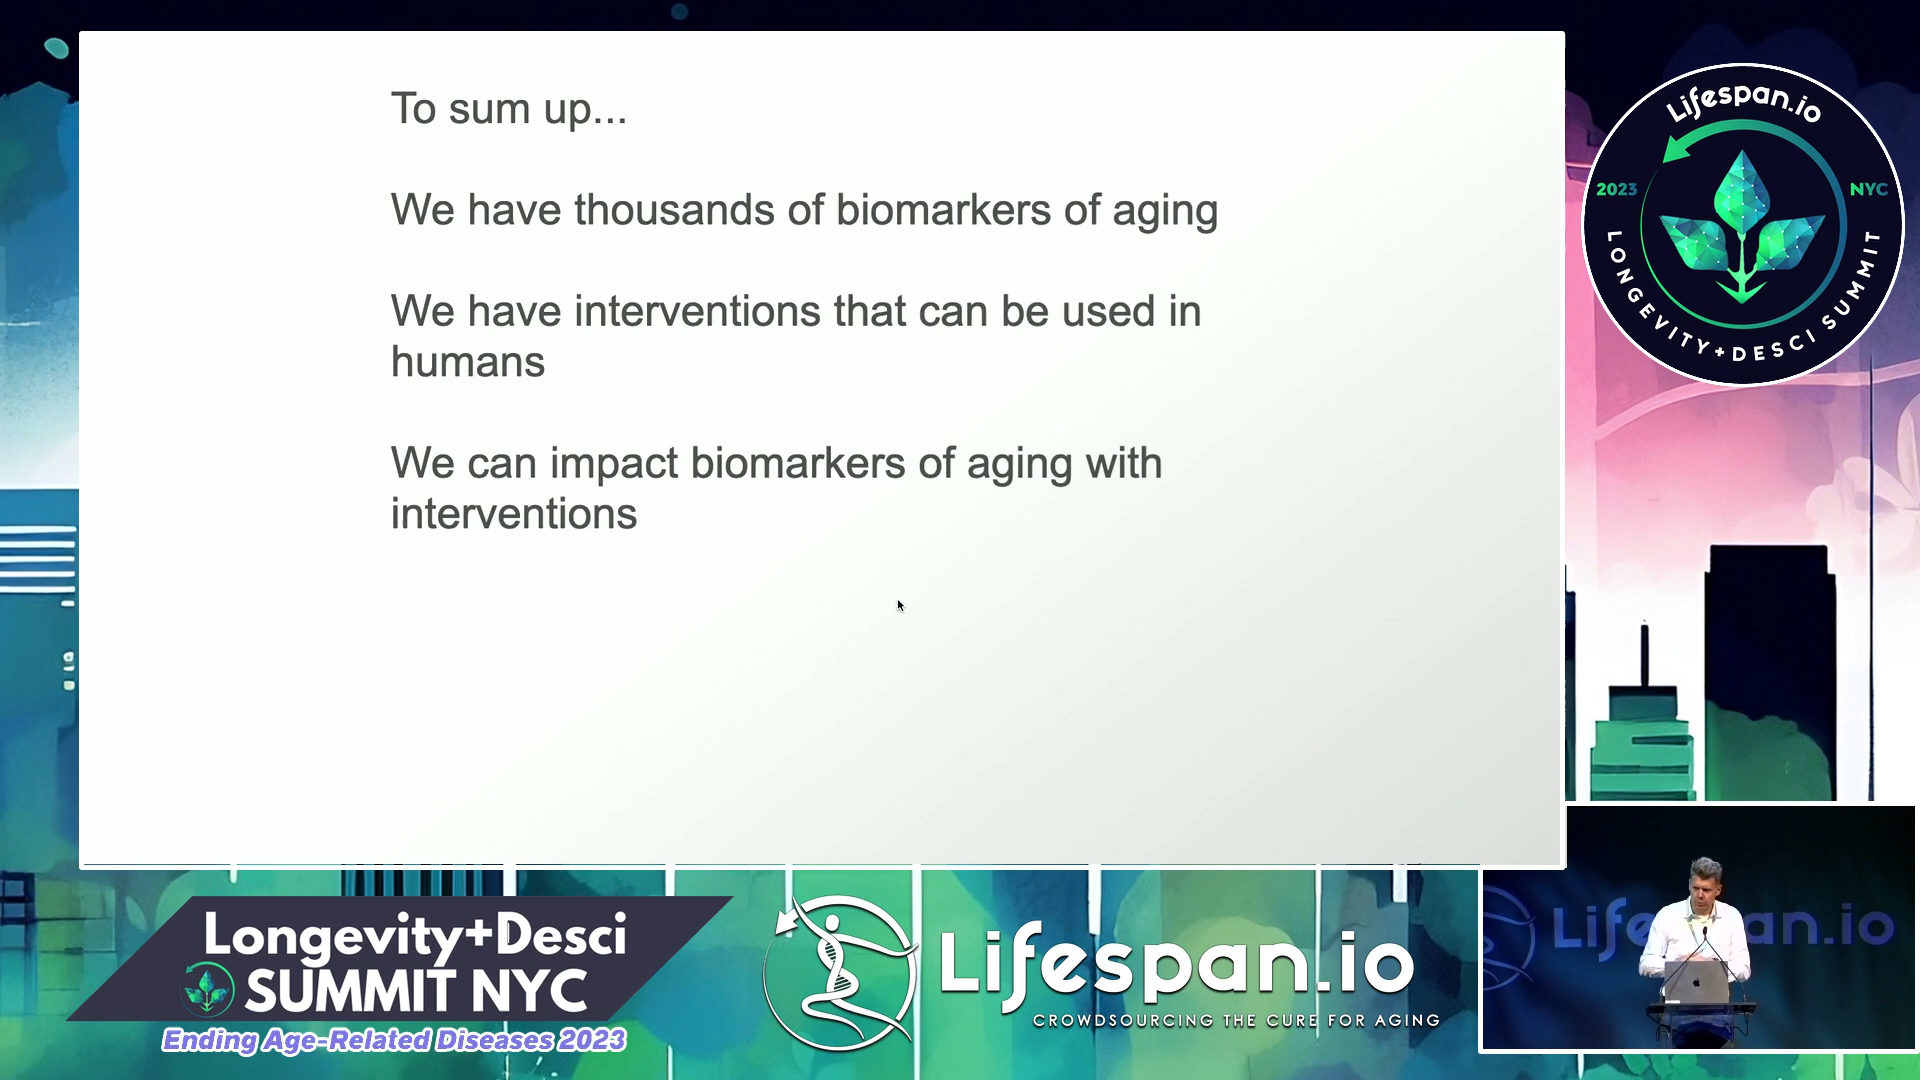 To sum up...
We have thousands of biomarkers of aging
We have interventions that can be used in
humans
We can impact biomarkers of aging with
interventions
Lifespan.io
2023
NYC
LONGEVITY+DESCI SUMMIT
Longevity+Desci
SUMMIT NYC
Ending Age-Related Diseases 2023
Lifespan.io
CROWDSOURCING THE CURE FOR AGING
Lifespan.io